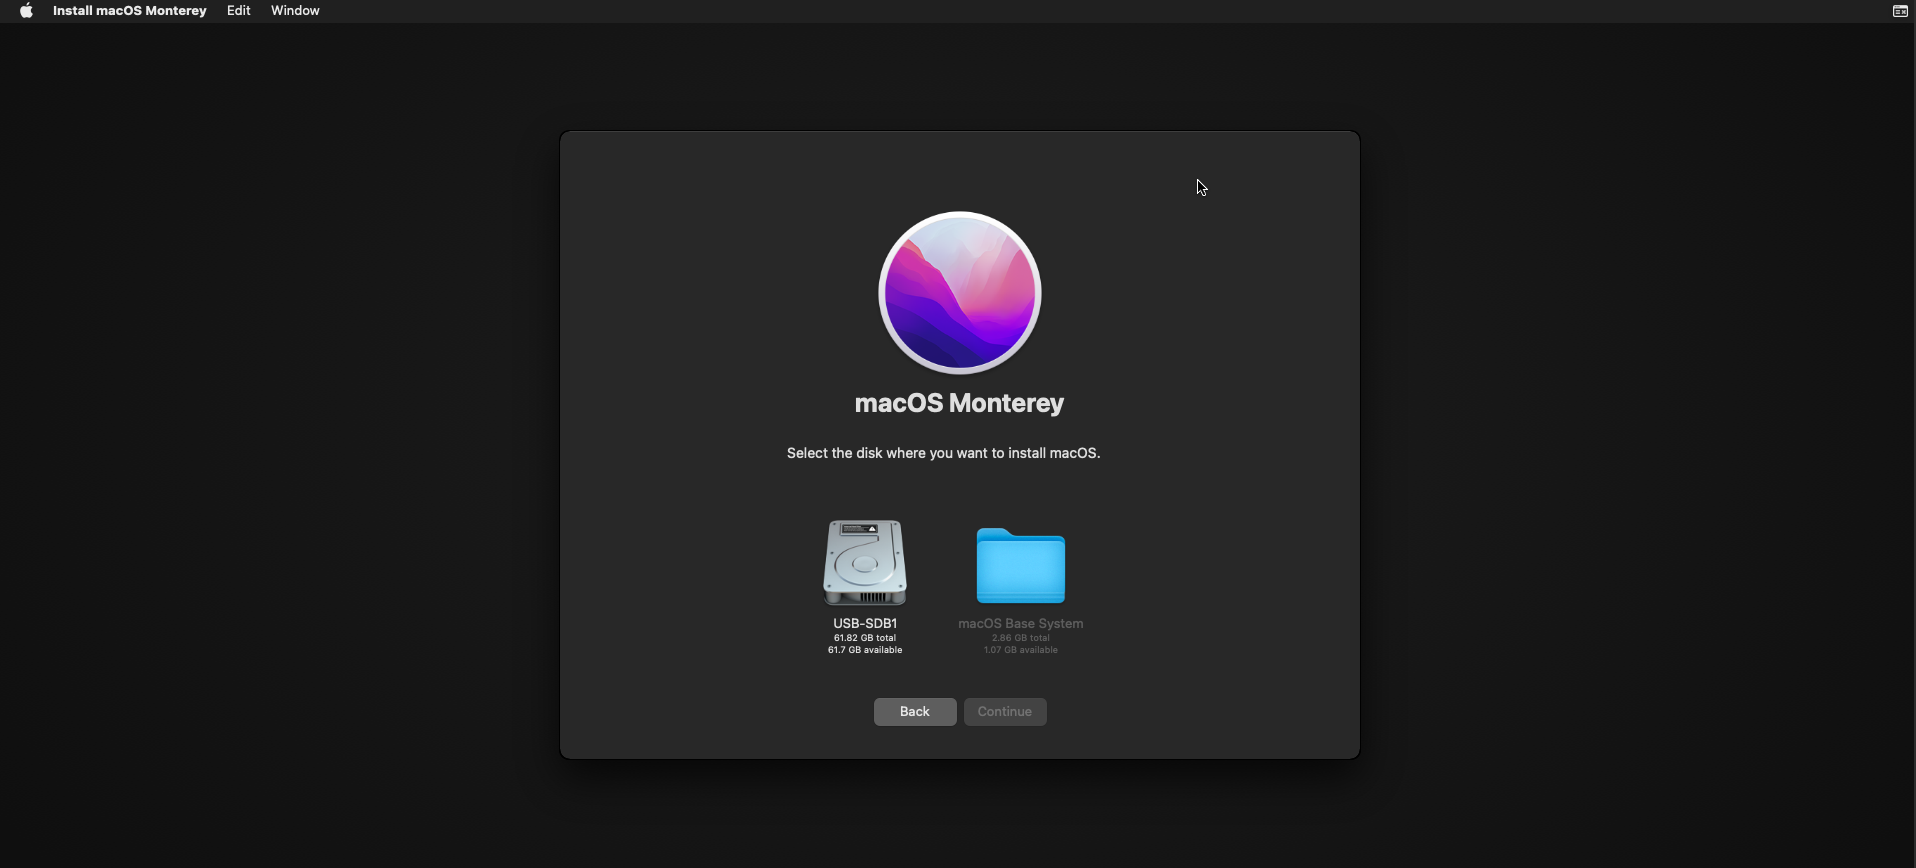 Install macOS Monterey Edit Window
macOS Monterey
Select the disk where you want to install macOS.
USB-SDB1
61.82 GB total
61.7 GB available
macOS Base System
2.86 GB total
1.07 GB available
Back Continue